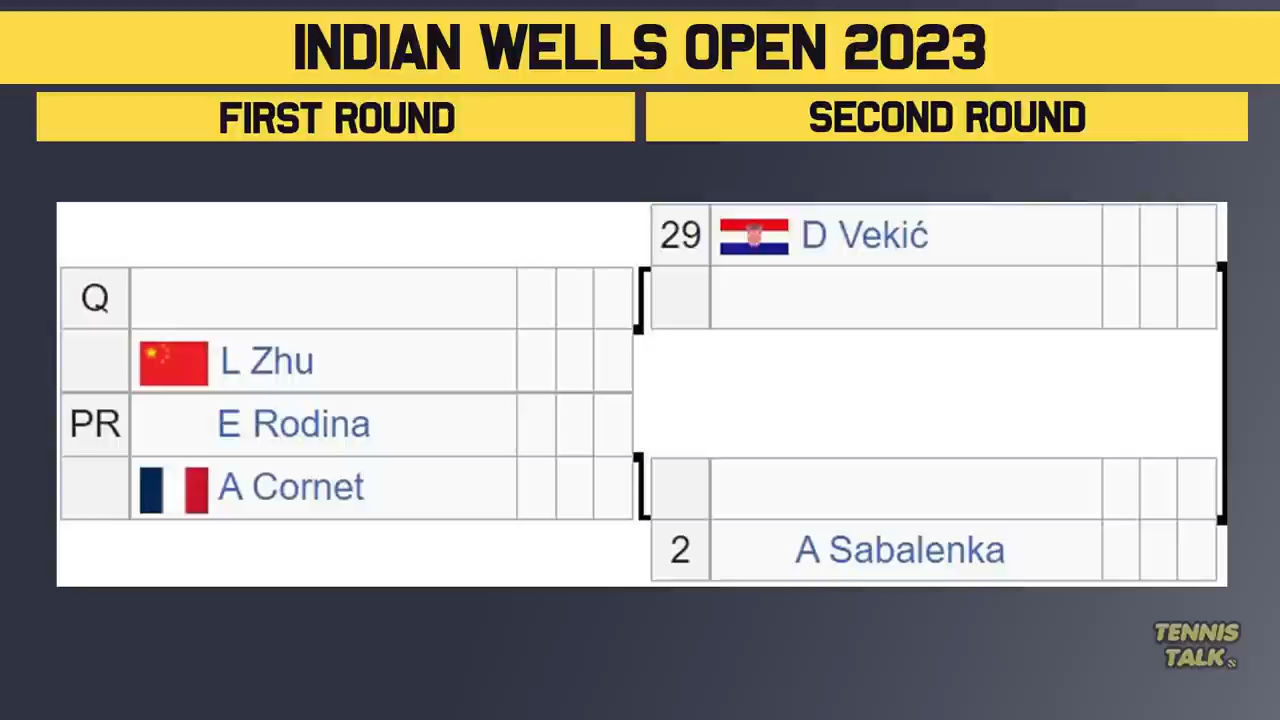 INDIAN WELLS OPEN 2023
FIRST ROUND
SECOND ROUND
29 D Vekić
Q
L Zhu
PR E Rodina
A Cornet
2 A Sabalenka
TENNIS
TALK